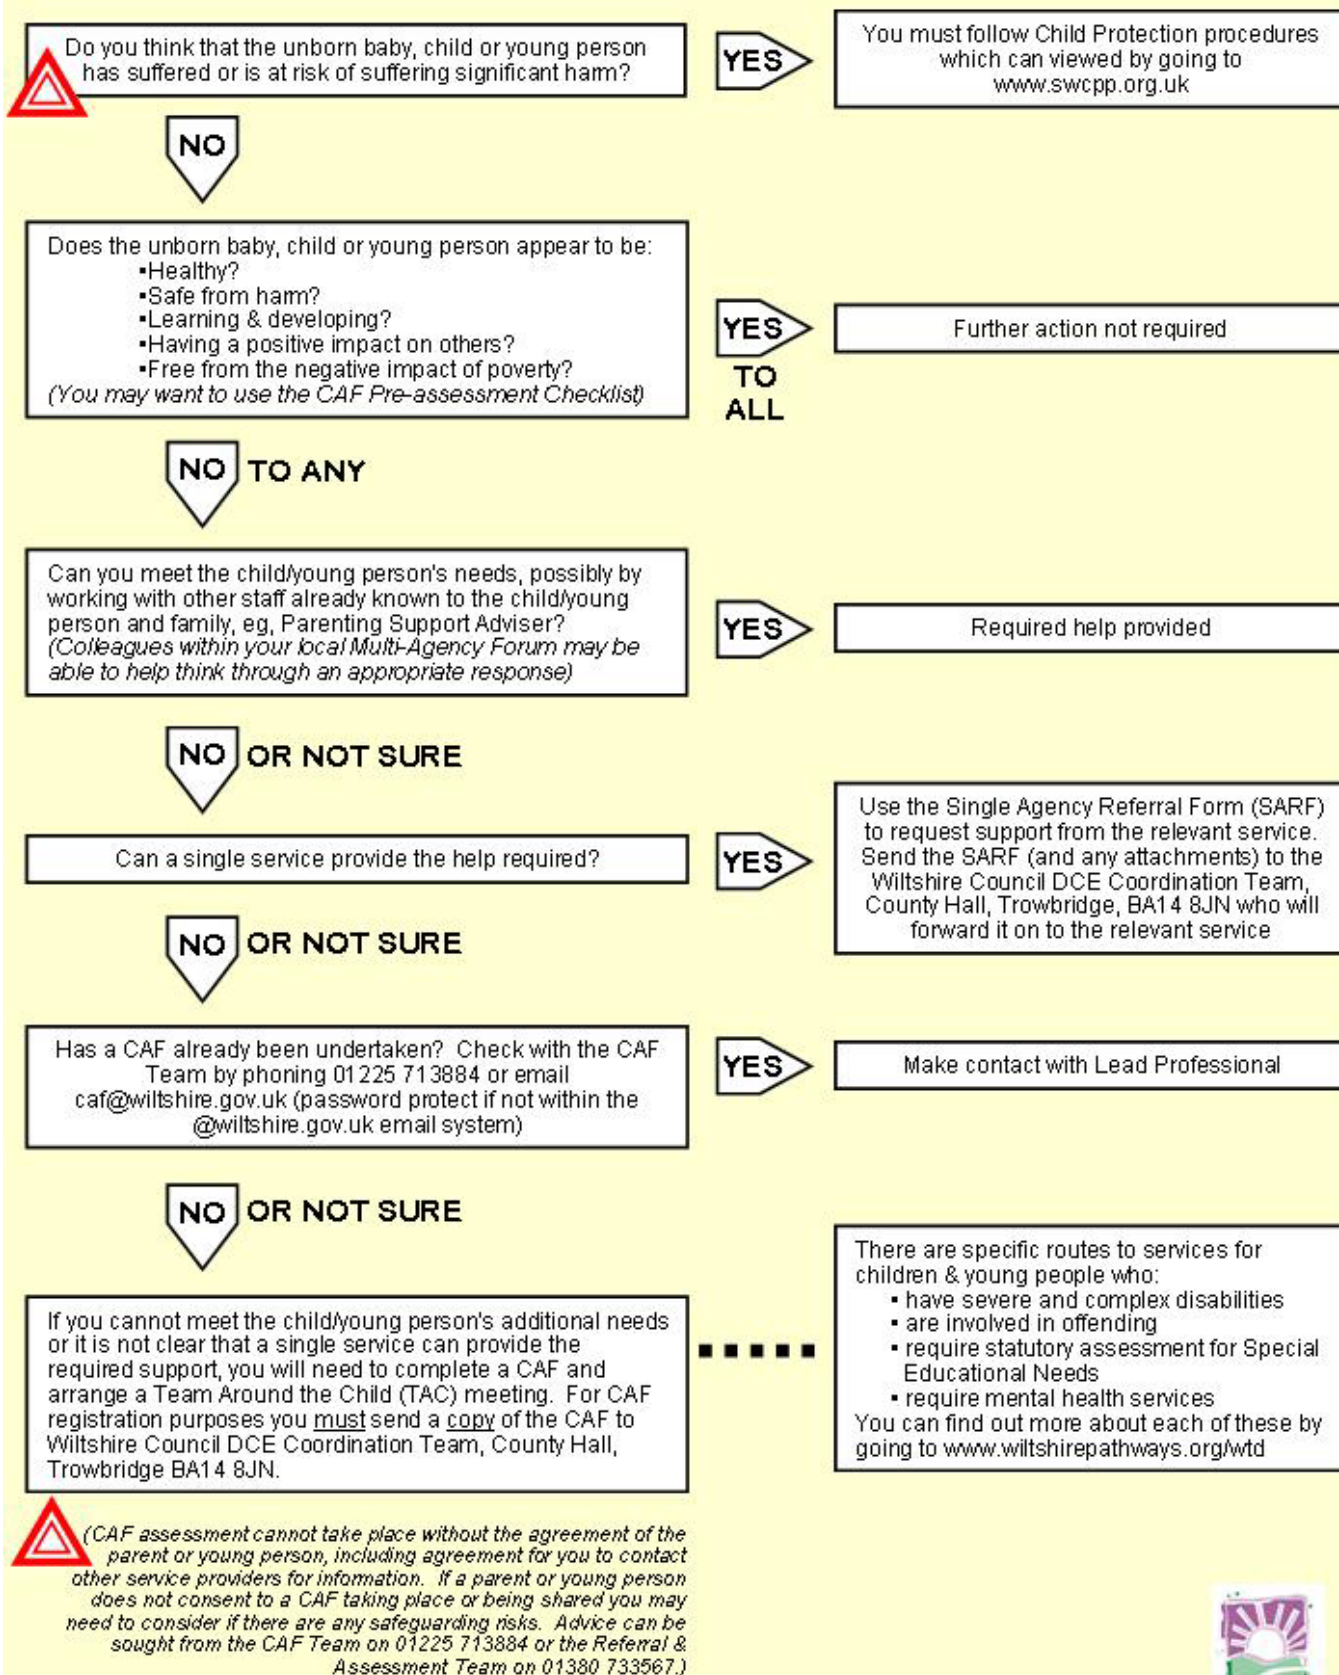 Do you think that the unborn baby, child or young person
has suffered or is at risk of suffering significant harm?
YES
You must follow Child Protection procedures
which can viewed by going to
www.swcpp.org.uk
NO
Does the unborn baby, child or young person appear to be:
▪Healthy?
▪Safe from harm?
▪Learning & developing?
▪Having a positive impact on others?
▪Free from the negative impact of poverty?
(You may want to use the CAF Pre-assessment Checklist)
YES
TO
ALL
Further action not required
NO TO ANY
Can you meet the child/young person's needs, possibly by
working with other staff already known to the child/young
person and family, eg, Parenting Support Adviser?
(Colleagues within your local Multi-Agency Forum may be
able to help think through an appropriate response)
YES
Required help provided
NO OR NOT SURE
Can a single service provide the help required?
YES
Use the Single Agency Referral Form (SARF)
to request support from the relevant service.
Send the SARF (and any attachments) to the
Wiltshire Council DCE Coordination Team,
County Hall, Trowbridge, BA14 8JN who will
forward it on to the relevant service
NO OR NOT SURE
Has a CAF already been undertaken? Check with the CAF
Team by phoning 01225 713884 or email
caf@wiltshire.gov.uk (password protect if not within the
@wiltshire.gov.uk email system)
YES
Make contact with Lead Professional
NO OR NOT SURE
If you cannot meet the child/young person's additional needs
or it is not clear that a single service can provide the
required support, you will need to complete a CAF and
arrange a Team Around the Child (TAC) meeting. For CAF
registration purposes you must send a copy of the CAF to
Wiltshire Council DCE Coordination Team, County Hall,
Trowbridge BA14 8JN.
There are specific routes to services for
children & young people who:
▪ have severe and complex disabilities
▪ are involved in offending
▪ require statutory assessment for Special
Educational Needs
▪ require mental health services
You can find out more about each of these by
going to www.wiltshirepathways.org/wtd
(CAF assessment cannot take place without the agreement of the
parent or young person, including agreement for you to contact
other service providers for information. If a parent or young person
does not consent to a CAF taking place or being shared you may
need to consider if there are any safeguarding risks. Advice can be
sought from the CAF Team on 01225 713884 or the Referral &
Assessment Team on 01380 733567.)